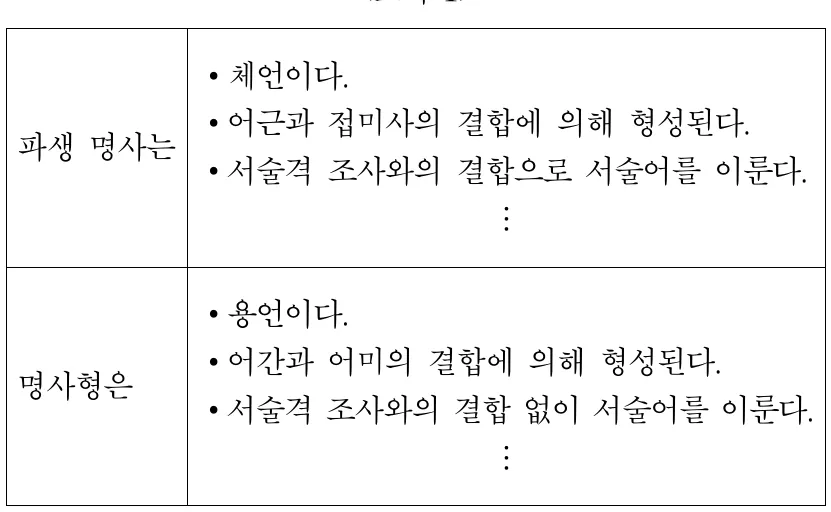 파생 명사는
• 체언이다.
• 어근과 접미사의 결합에 의해 형성된다.
• 서술격 조사와의 결합으로 서술어를 이룬다.
⋮
명사형은
• 용언이다.
• 어간과 어미의 결합에 의해 형성된다.
• 서술격 조사와의 결합 없이 서술어를 이룬다.
⋮